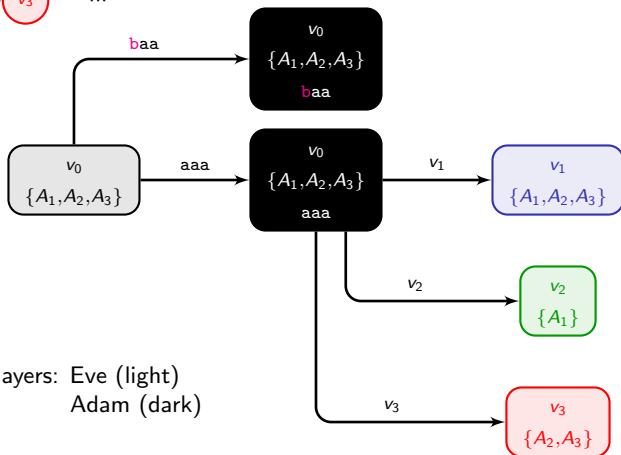 v₃ ...
baa
v₀
{A₁,A₂,A₃}
baa
v₀
{A₁,A₂,A₃}
aaa
v₀
{A₁,A₂,A₃}
aaa
v₁
v₁
{A₁,A₂,A₃}
v₂
v₂
{A₁}
ayers: Eve (light)
Adam (dark)
v₃
v₃
{A₂,A₃}